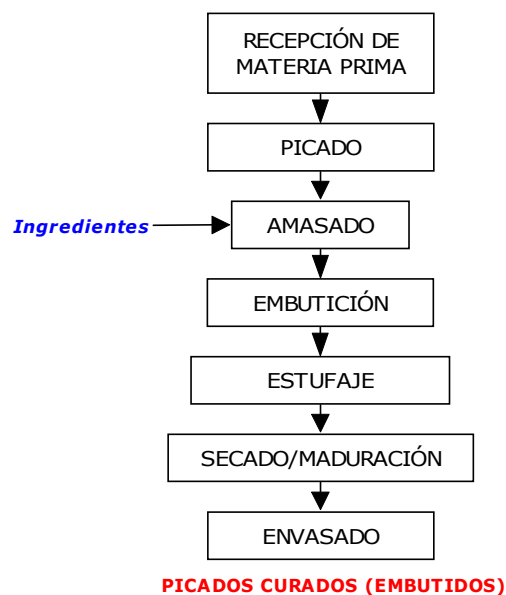 RECEPCIÓN DE
MATERIA PRIMA
PICADO
Ingredientes
AMASADO
EMBUTICIÓN
ESTUFAJE
SECADO/MADURACIÓN
ENVASADO
PICADOS CURADOS (EMBUTIDOS)